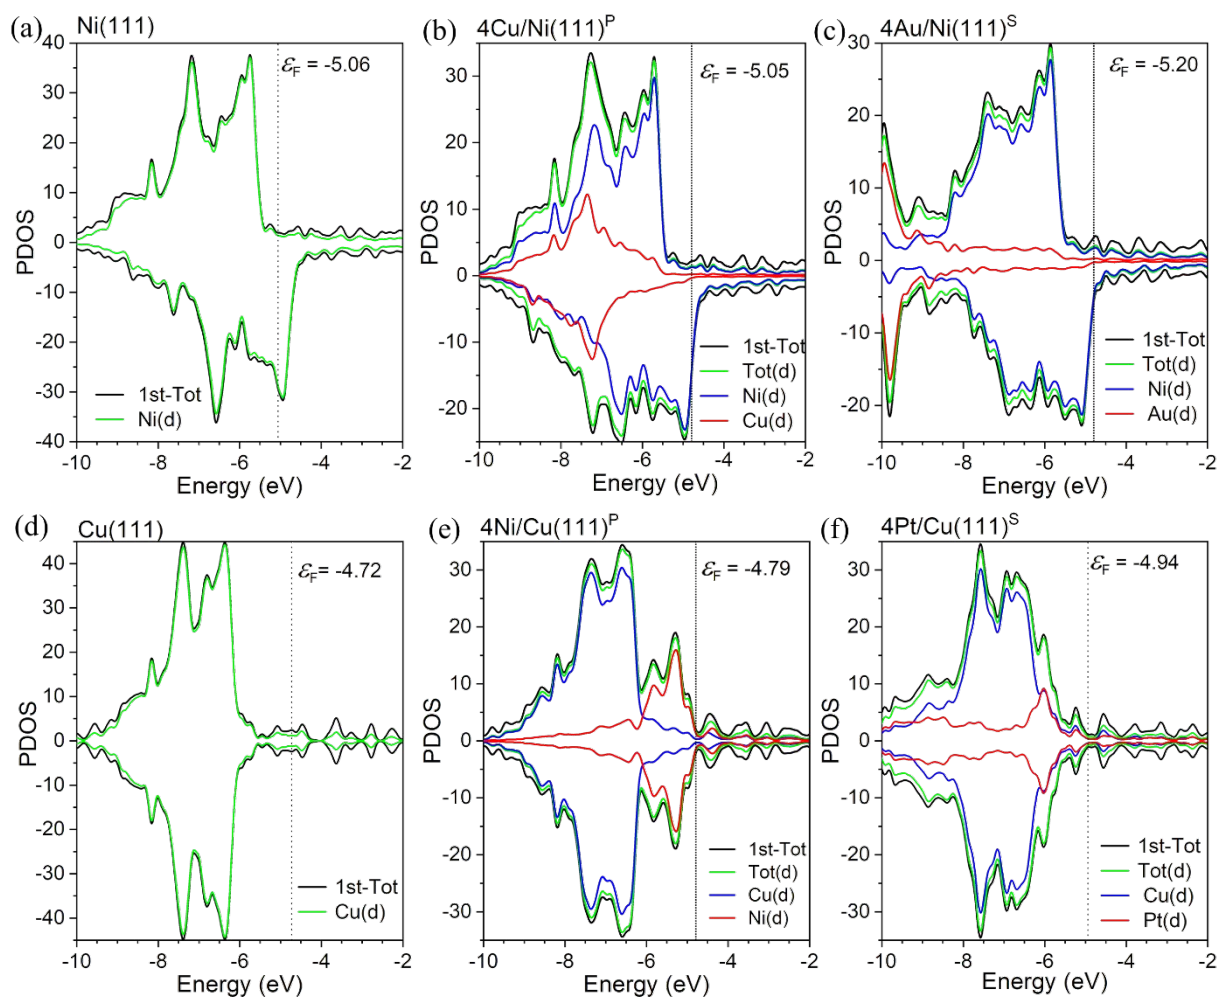 (a) Ni(111)
εF = -5.06
PDOS
40
30
20
10
0
-10
-20
-30
-40
1st-Tot
Ni(d)
-10 -8 -6 -4 -2
Energy (eV)
(b) 4Cu/Ni(111)P
εF = -5.05
PDOS
30
20
10
0
-10
-20
1st-Tot
Tot(d)
Ni(d)
Cu(d)
-10 -8 -6 -4 -2
Energy (eV)
(c) 4Au/Ni(111)S
εF = -5.20
PDOS
30
20
10
0
-10
-20
1st-Tot
Tot(d)
Ni(d)
Au(d)
-10 -8 -6 -4 -2
Energy (eV)
(d) Cu(111)
εF = -4.72
PDOS
40
30
20
10
0
-10
-20
-30
-40
1st-Tot
Cu(d)
-10 -8 -6 -4 -2
Energy (eV)
(e) 4Ni/Cu(111)P
εF = -4.79
PDOS
30
20
10
0
-10
-20
-30
1st-Tot
Tot(d)
Cu(d)
Ni(d)
-10 -8 -6 -4 -2
Energy (eV)
(f) 4Pt/Cu(111)S
εF = -4.94
PDOS
30
20
10
0
-10
-20
-30
1st-Tot
Tot(d)
Cu(d)
Pt(d)
-10 -8 -6 -4 -2
Energy (eV)